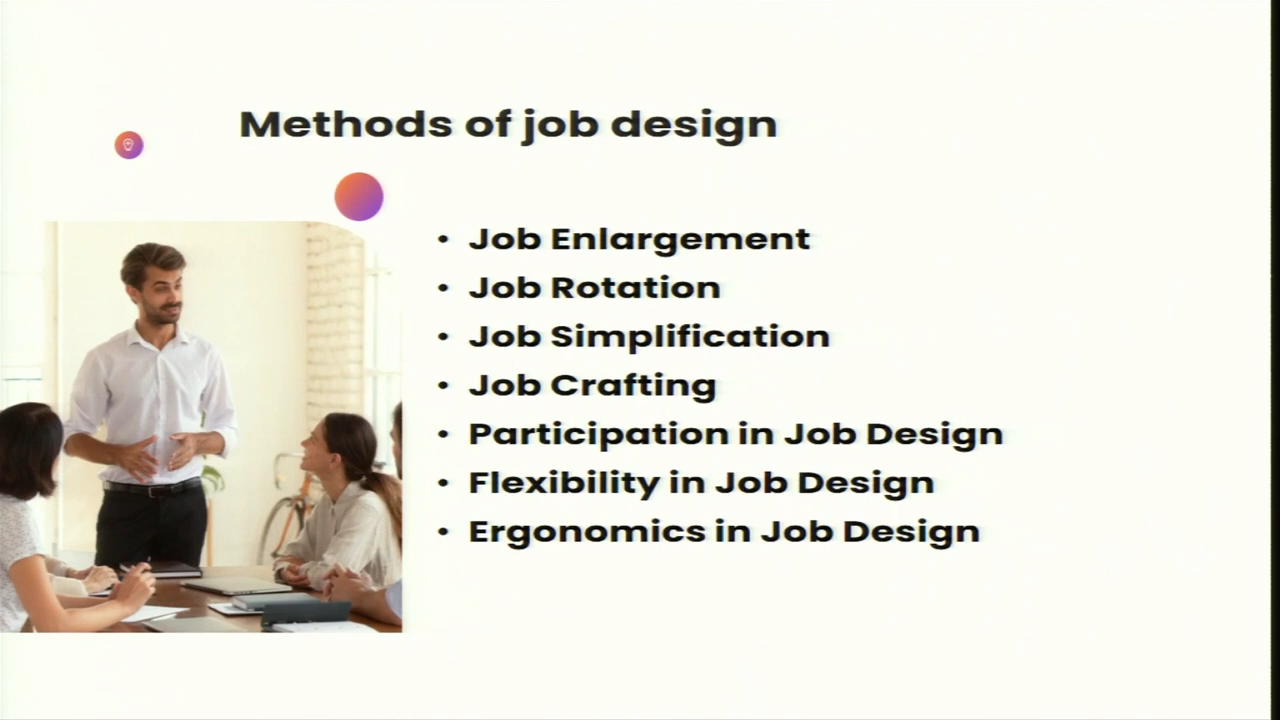 Methods of job design
• Job Enlargement
• Job Rotation
• Job Simplification
• Job Crafting
• Participation in Job Design
• Flexibility in Job Design
• Ergonomics in Job Design